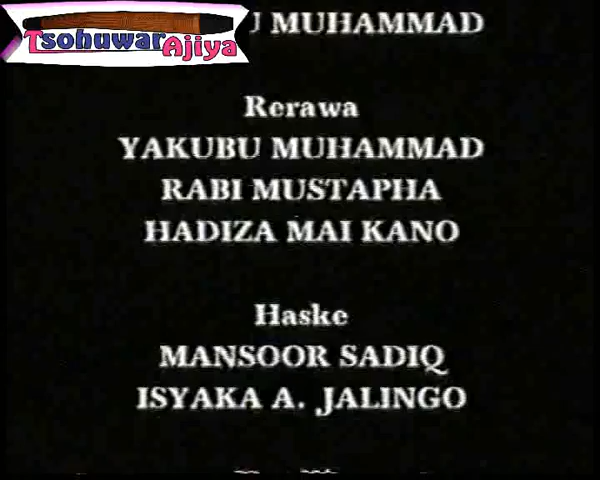 Tsohuwar Ajiya
U MUHAMMAD
Rerawa
YAKUBU MUHAMMAD
RABI MUSTAPHA
HADIZA MAI KANO
Haske
MANSOOR SADIQ
ISYAKA A. JALINGO